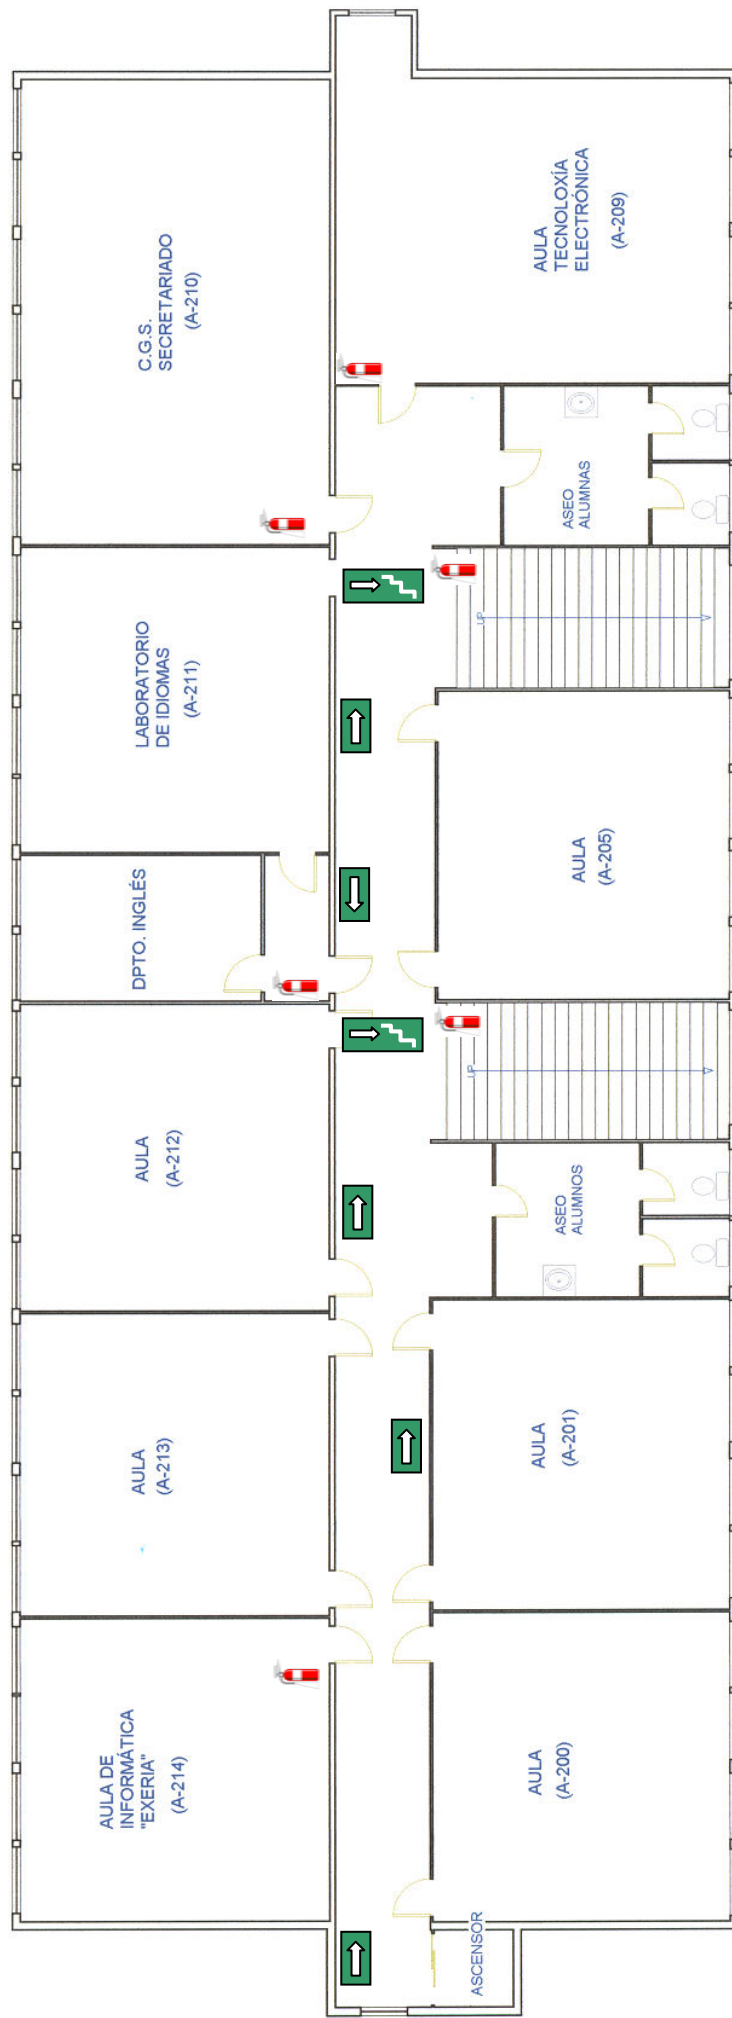 C.G.S.
SECRETARIADO
(A-210)
AULA
TECNOLOXÍA
ELECTRÓNICA
(A-209)
ASEO
ALUMNAS
LABORATORIO
DE IDIOMAS
(A-211)
UP
DPTO. INGLÉS
AULA
(A-205)
AULA
(A-212)
UP
ASEO
ALUMNOS
AULA
(A-213)
AULA
(A-201)
AULA DE
INFORMÁTICA
"EXERIA"
(A-214)
AULA
(A-200)
ASCENSOR